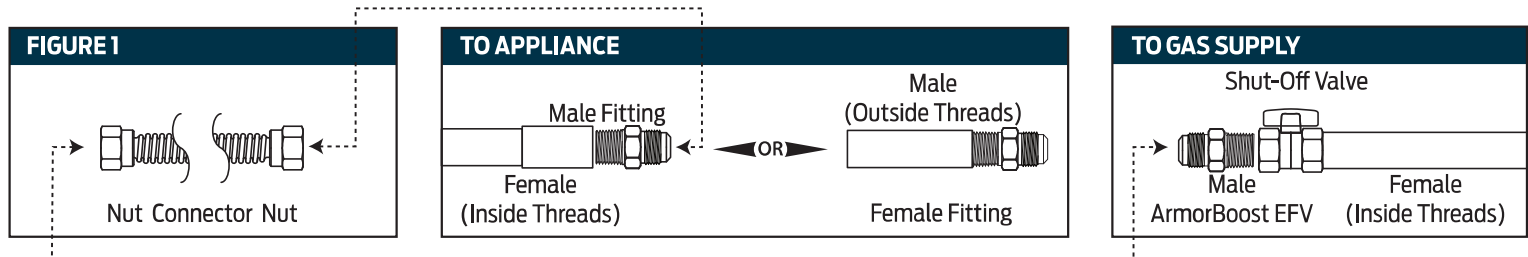 FIGURE 1
Nut Connector Nut
TO APPLIANCE
Male Fitting
Female
(Inside Threads)
OR
Male
(Outside Threads)
Female Fitting
TO GAS SUPPLY
Shut-Off Valve
Male
ArmorBoost EFV
Female
(Inside Threads)